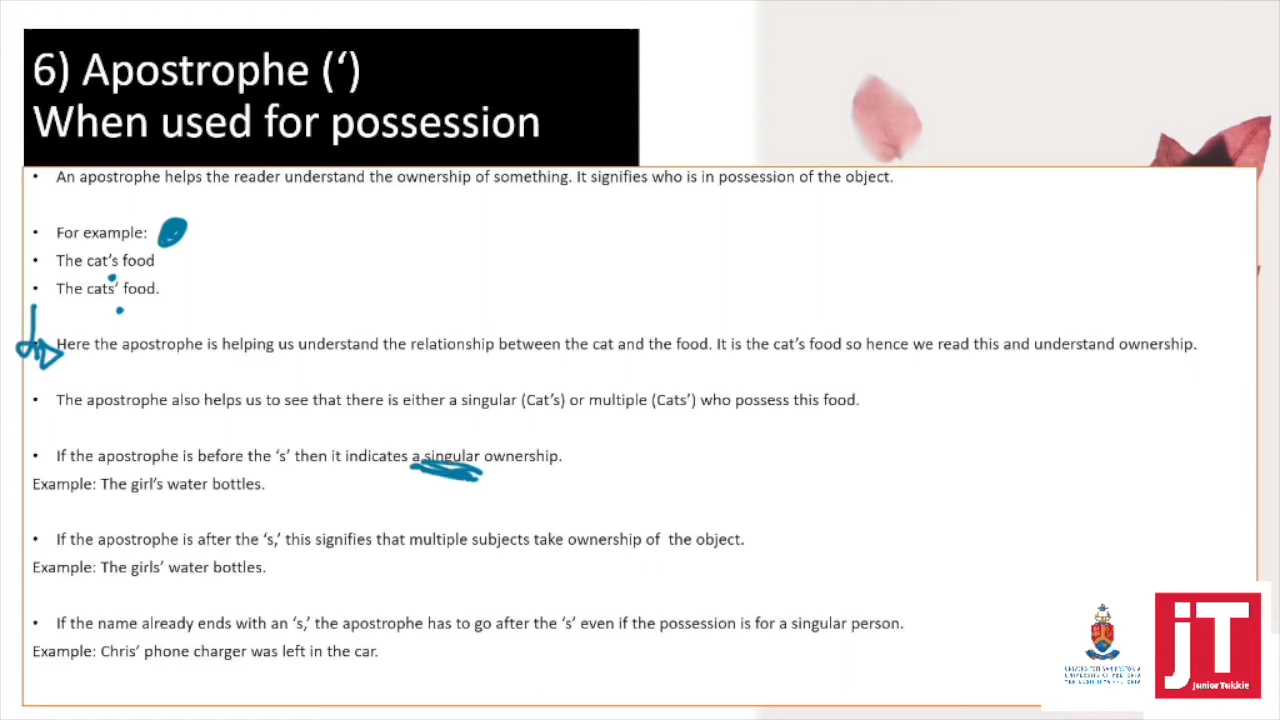 6) Apostrophe (‘)
When used for possession
• An apostrophe helps the reader understand the ownership of something. It signifies who is in possession of the object.
• For example:
• The cat’s food
• The cats’ food.
• Here the apostrophe is helping us understand the relationship between the cat and the food. It is the cat’s food so hence we read this and understand ownership.
• The apostrophe also helps us to see that there is either a singular (Cat’s) or multiple (Cats’) who possess this food.
• If the apostrophe is before the ‘s’ then it indicates a singular ownership.
Example: The girl’s water bottles.
• If the apostrophe is after the ‘s,’ this signifies that multiple subjects take ownership of the object.
Example: The girls’ water bottles.
• If the name already ends with an ‘s,’ the apostrophe has to go after the ‘s’ even if the possession is for a singular person.
Example: Chris’ phone charger was left in the car.
jT
Junior Tukkie